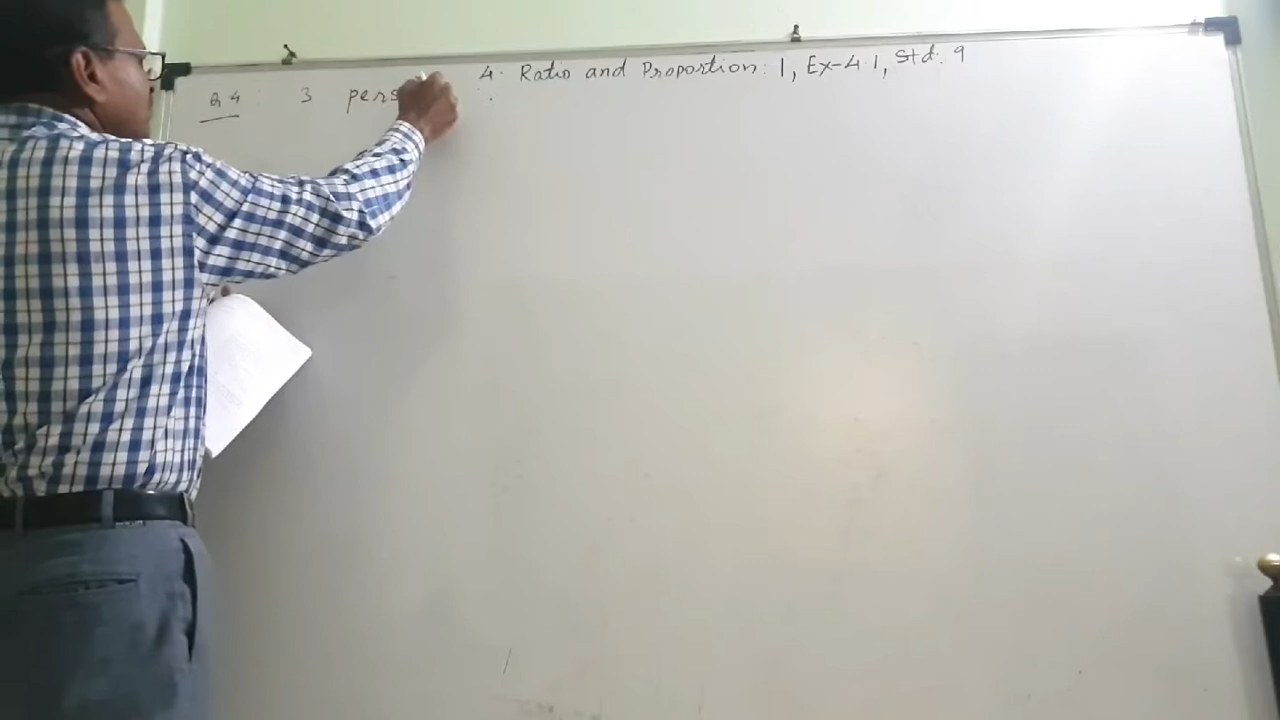 4. Ratio and Proportion: 1, Ex-4.1, Std. 9
Q.4 3 pers